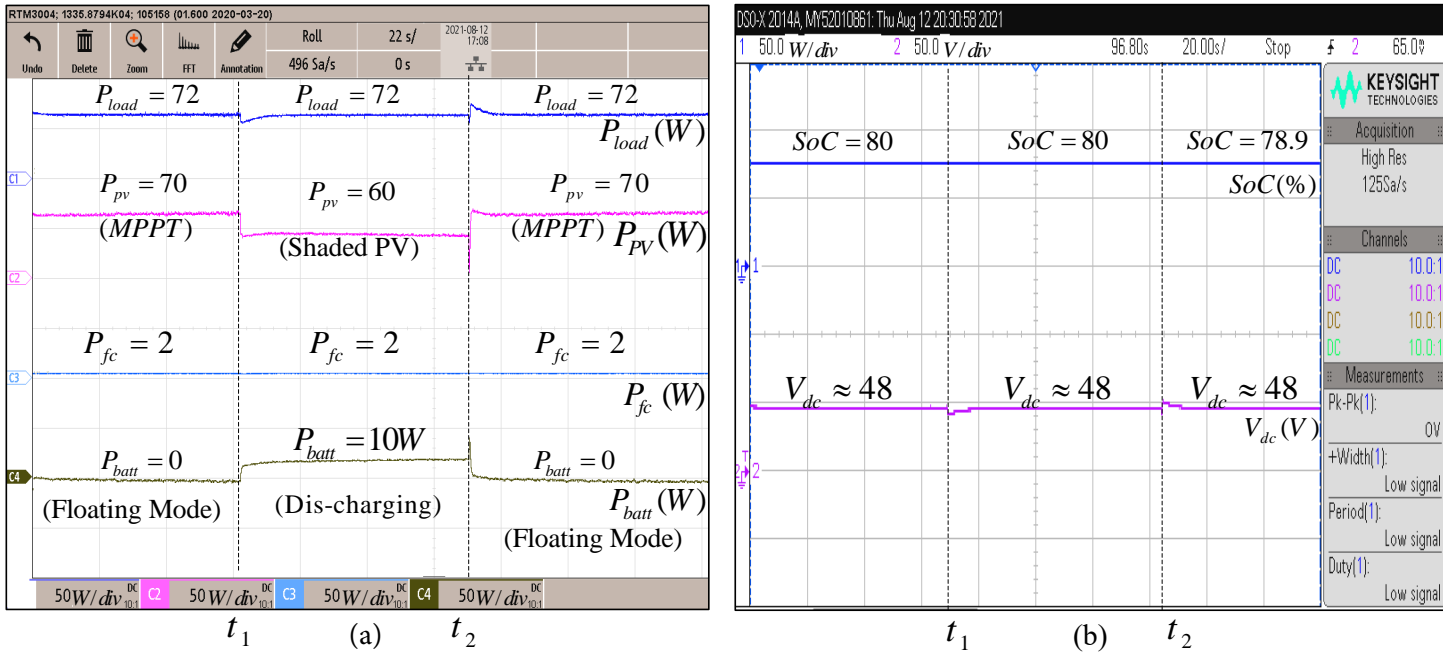 RTM3004; 1335.8794K04; 105158 (01.600 2020-03-20)
Undo Delete Zoom FFT Annotation
Roll 22 s/ 2021-08-12
496 Sa/s 0 s 17:08
P_load = 72 P_load = 72 P_load = 72
P_load (W)
C1
P_pv = 70 P_pv = 60 P_pv = 70
(MPPT) (Shaded PV) (MPPT) P_PV (W)
C2
P_fc = 2 P_fc = 2 P_fc = 2
C3
P_fc (W)
P_batt = 0 P_batt = 10W P_batt = 0
C4
(Floating Mode) (Dis-charging) P_batt (W)
(Floating Mode)
50W/div DC 10:1 C2 50 W/div DC 10:1 C3 50W/div DC 10:1 C4 50W/div DC 10:1
t_1 (a) t_2
DSO-X 2014A, MY52010861: Thu Aug 12 20:30:58 2021
1 50.0 W/div 2 50.0 V/div 96.80s 20.00s/ Stop 2 65.0V
KEYSIGHT
TECHNOLOGIES
Acquisition
High Res
125Sa/s
Channels
DC 10.0:1
DC 10.0:1
DC 10.0:1
DC 10.0:1
Measurements
Pk-Pk(1):
0V
+Width(1):
Low signal
Period(1):
Low signal
Duty(1):
Low signal
SoC = 80 SoC = 80 SoC = 78.9
SoC(%)
1 1
V_dc ≈ 48 V_dc ≈ 48 V_dc ≈ 48
V_dc (V)
T
2 2
t_1 (b) t_2